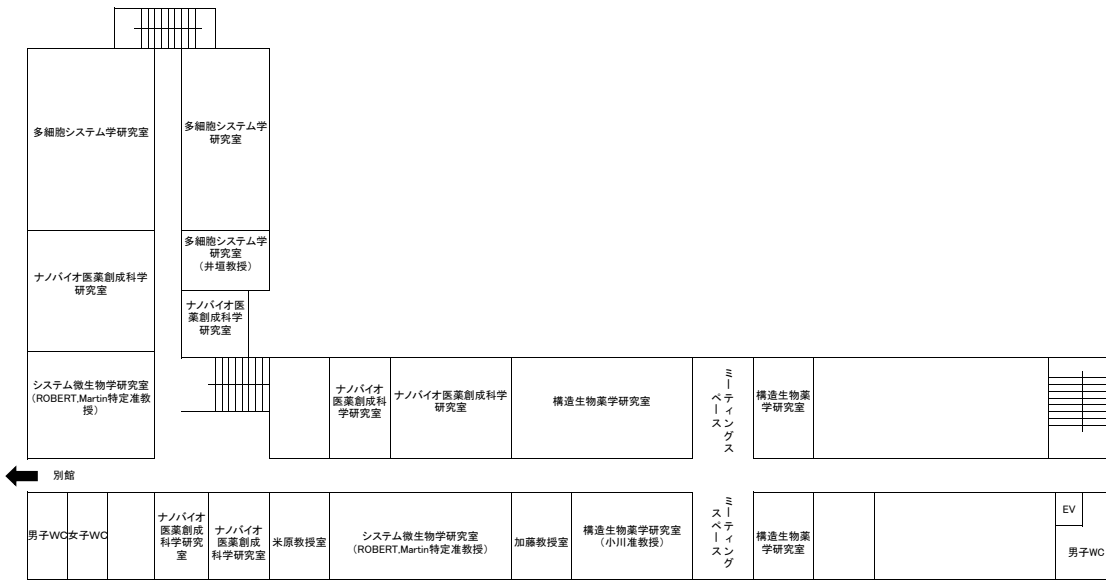 多細胞システム学研究室
多細胞システム学
研究室
多細胞システム学
研究室
（井垣教授）
ナノバイオ医薬創成科学
研究室
ナノバイオ医
薬創成科学
研究室
システム微生物学研究室
（ROBERT,Martin特定准教
授）
ナノバイオ
医薬創成科
学研究室
ナノバイオ医薬創成科学
研究室
構造生物薬学研究室
ミーティングス
ペース
構造生物薬
学研究室
別館
男子WC
女子WC
ナノバイオ
医薬創成
科学研究
室
ナノバイオ
医薬創成
科学研究室
米原教授室
システム微生物学研究室
（ROBERT,Martin特定准教授）
加藤教授室
構造生物薬学研究室
（小川准教授）
ミーティング
スペース
構造生物薬
学研究室
EV
男子WC